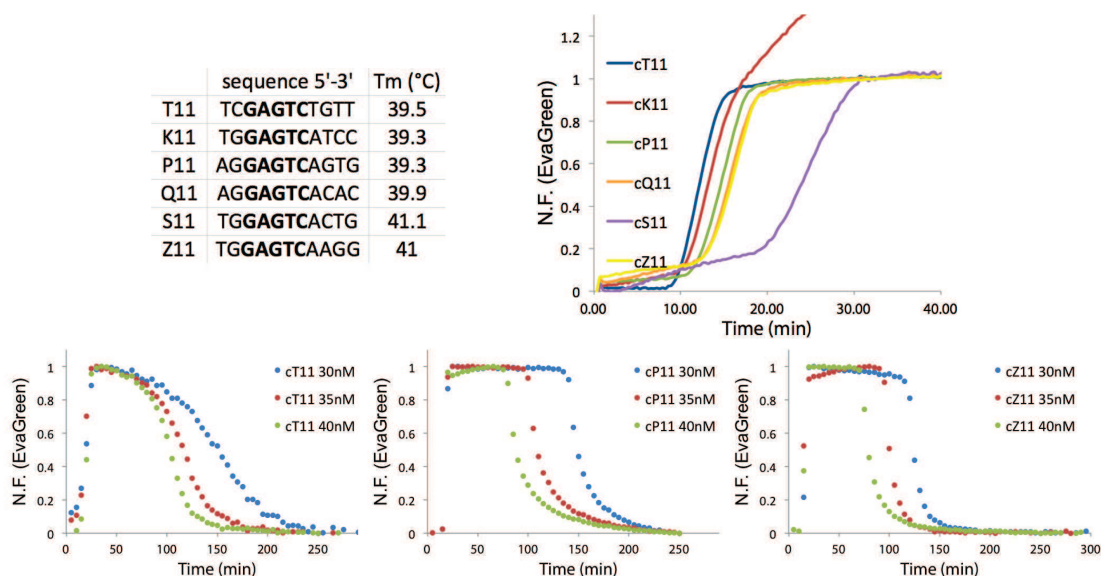 sequence 5'-3' Tm (°C)
T11 TCGAGTCTGTT 39.5
K11 TGGAGTCATCC 39.3
P11 AGGAGTCAGTG 39.3
Q11 AGGAGTCACAC 39.9
S11 TGGAGTCACTG 41.1
Z11 TGGAGTCAAGG 41
N.F. (EvaGreen)
1.2
1
0.8
0.6
0.4
0.2
0
cT11
cK11
cP11
cQ11
cS11
cZ11
0.00 10.00 20.00 30.00 40.00
Time (min)
N.F. (EvaGreen)
1
0.8
0.6
0.4
0.2
0
cT11 30nM
cT11 35nM
cT11 40nM
0 50 100 150 200 250
Time (min)
N.F. (EvaGreen)
1
0.8
0.6
0.4
0.2
0
cP11 30nM
cP11 35nM
cP11 40nM
0 50 100 150 200 250
Time (min)
N.F. (EvaGreen)
1
0.8
0.6
0.4
0.2
0
cZ11 30nM
cZ11 35nM
cZ11 40nM
0 50 100 150 200 250 300
Time (min)